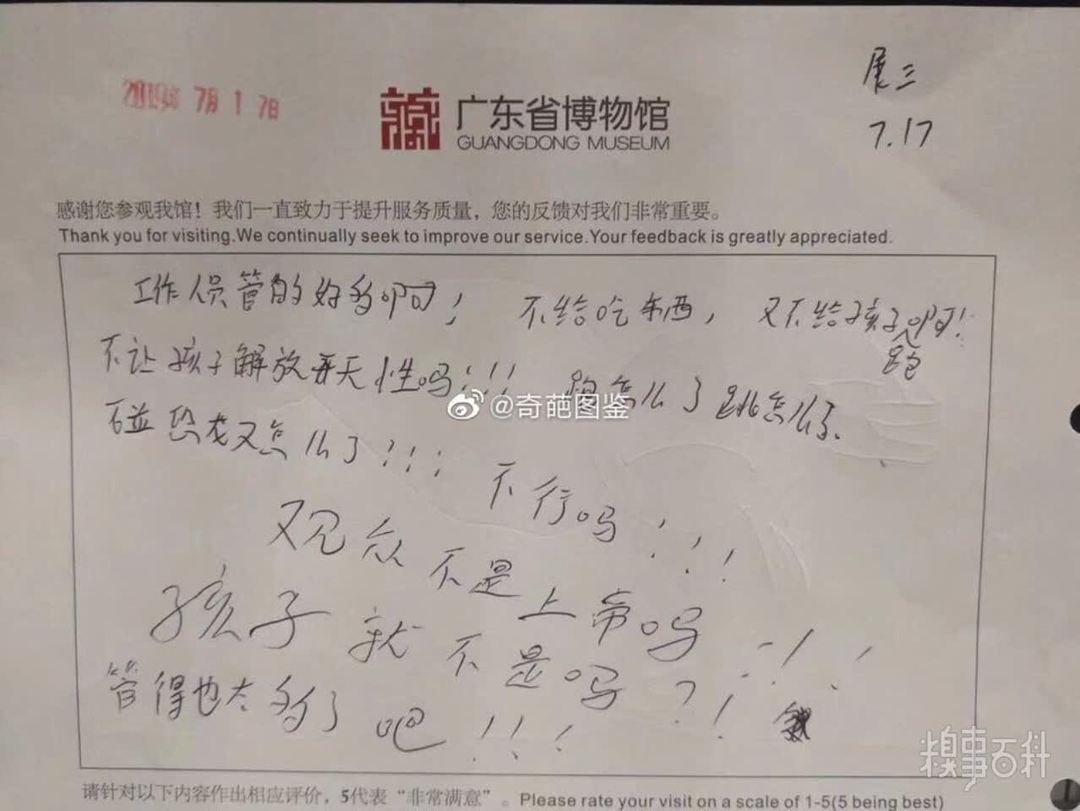 2019年 7月 17日
展三
7.17
广东省博物馆
GUANGDONG MUSEUM
感谢您参观我馆！我们一直致力于提升服务质量，您的反馈对我们非常重要。
Thank you for visiting.We continually seek to improve our service.Your feedback is greatly appreciated.
工作人员管的好多啊！ 不给吃东西，又不给孩子跑啊！
不让孩子解放天性吗！！！ 跑怎么了跳怎么了、
碰恐龙又怎么了！！！ 不行吗！！！
观众不是上帝吗！！
孩子就不是吗？！
管得也太多了吧！！！
@奇葩图鉴
糗事百科
请针对以下内容作出相应评价，5代表“非常满意”。Please rate your visit on a scale of 1-5(5 being best)